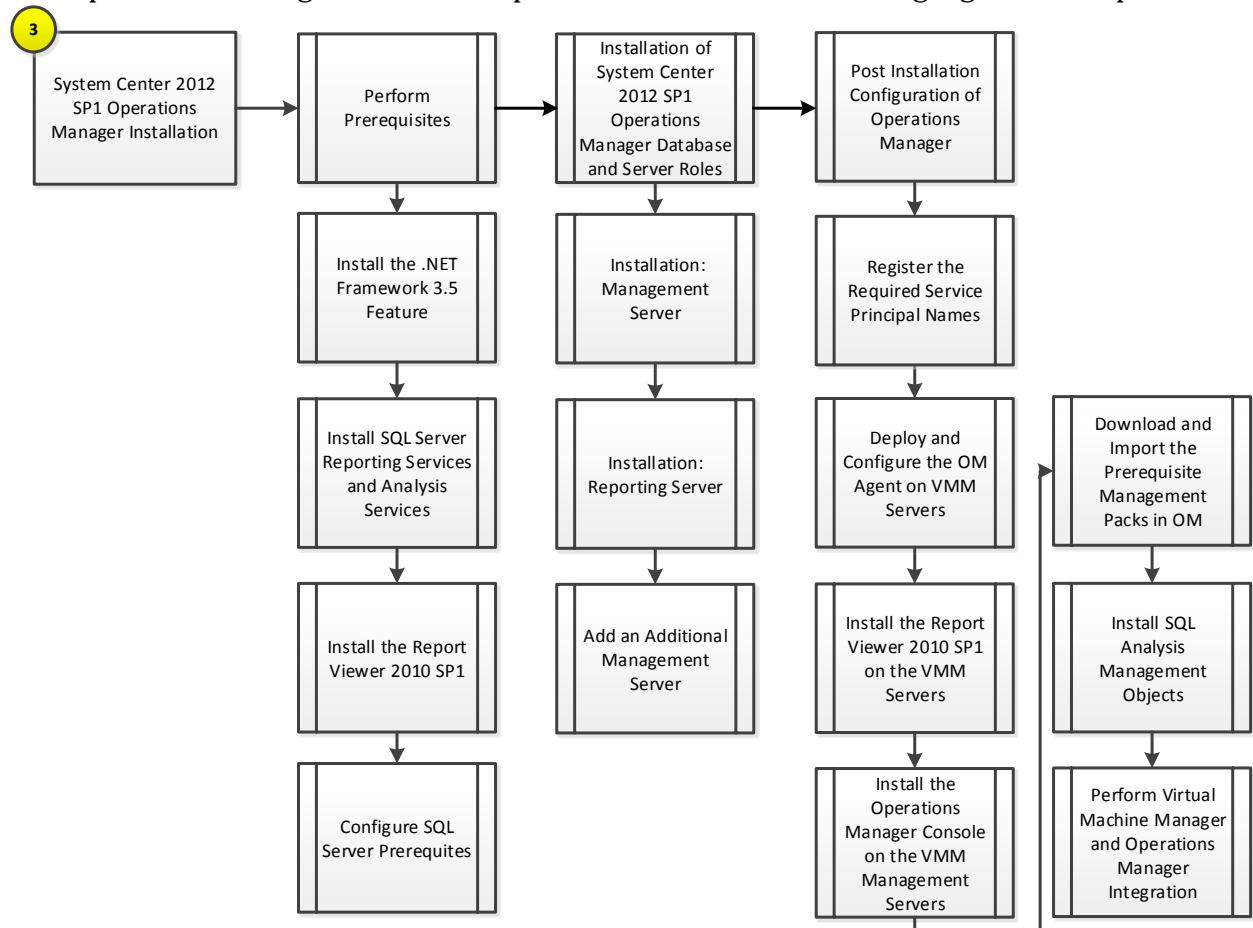 3
System Center 2012
SP1 Operations
Manager Installation
Perform
Prerequisites
Installation of
System Center
2012 SP1
Operations
Manager Database
and Server Roles
Post Installation
Configuration of
Operations
Manager
Install the .NET
Framework 3.5
Feature
Install SQL Server
Reporting Services
and Analysis
Services
Install the Report
Viewer 2010 SP1
Configure SQL
Server Prerequites
Installation:
Management
Server
Installation:
Reporting Server
Add an Additional
Management
Server
Register the
Required Service
Principal Names
Deploy and
Configure the OM
Agent on VMM
Servers
Install the Report
Viewer 2010 SP1
on the VMM
Servers
Install the
Operations
Manager Console
on the VMM
Management
Servers
Download and
Import the
Prerequisite
Management
Packs in OM
Install SQL
Analysis
Management
Objects
Perform Virtual
Machine Manager
and Operations
Manager
Integration